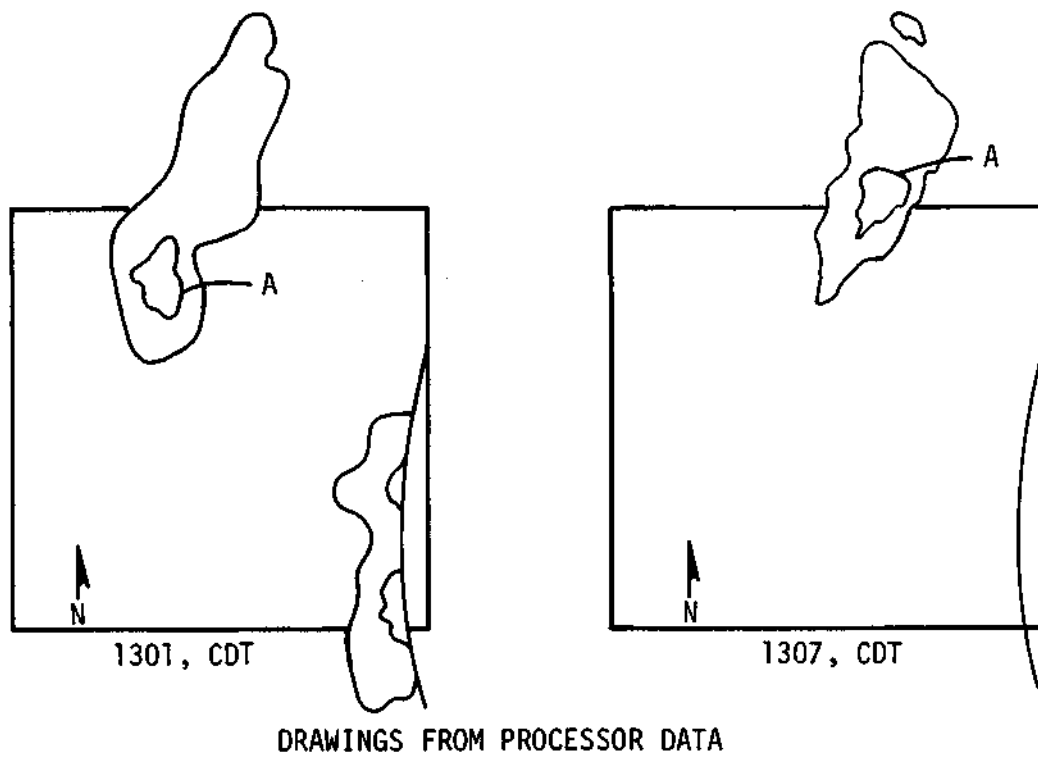 A
A
N
N
1301, CDT
1307, CDT
DRAWINGS FROM PROCESSOR DATA